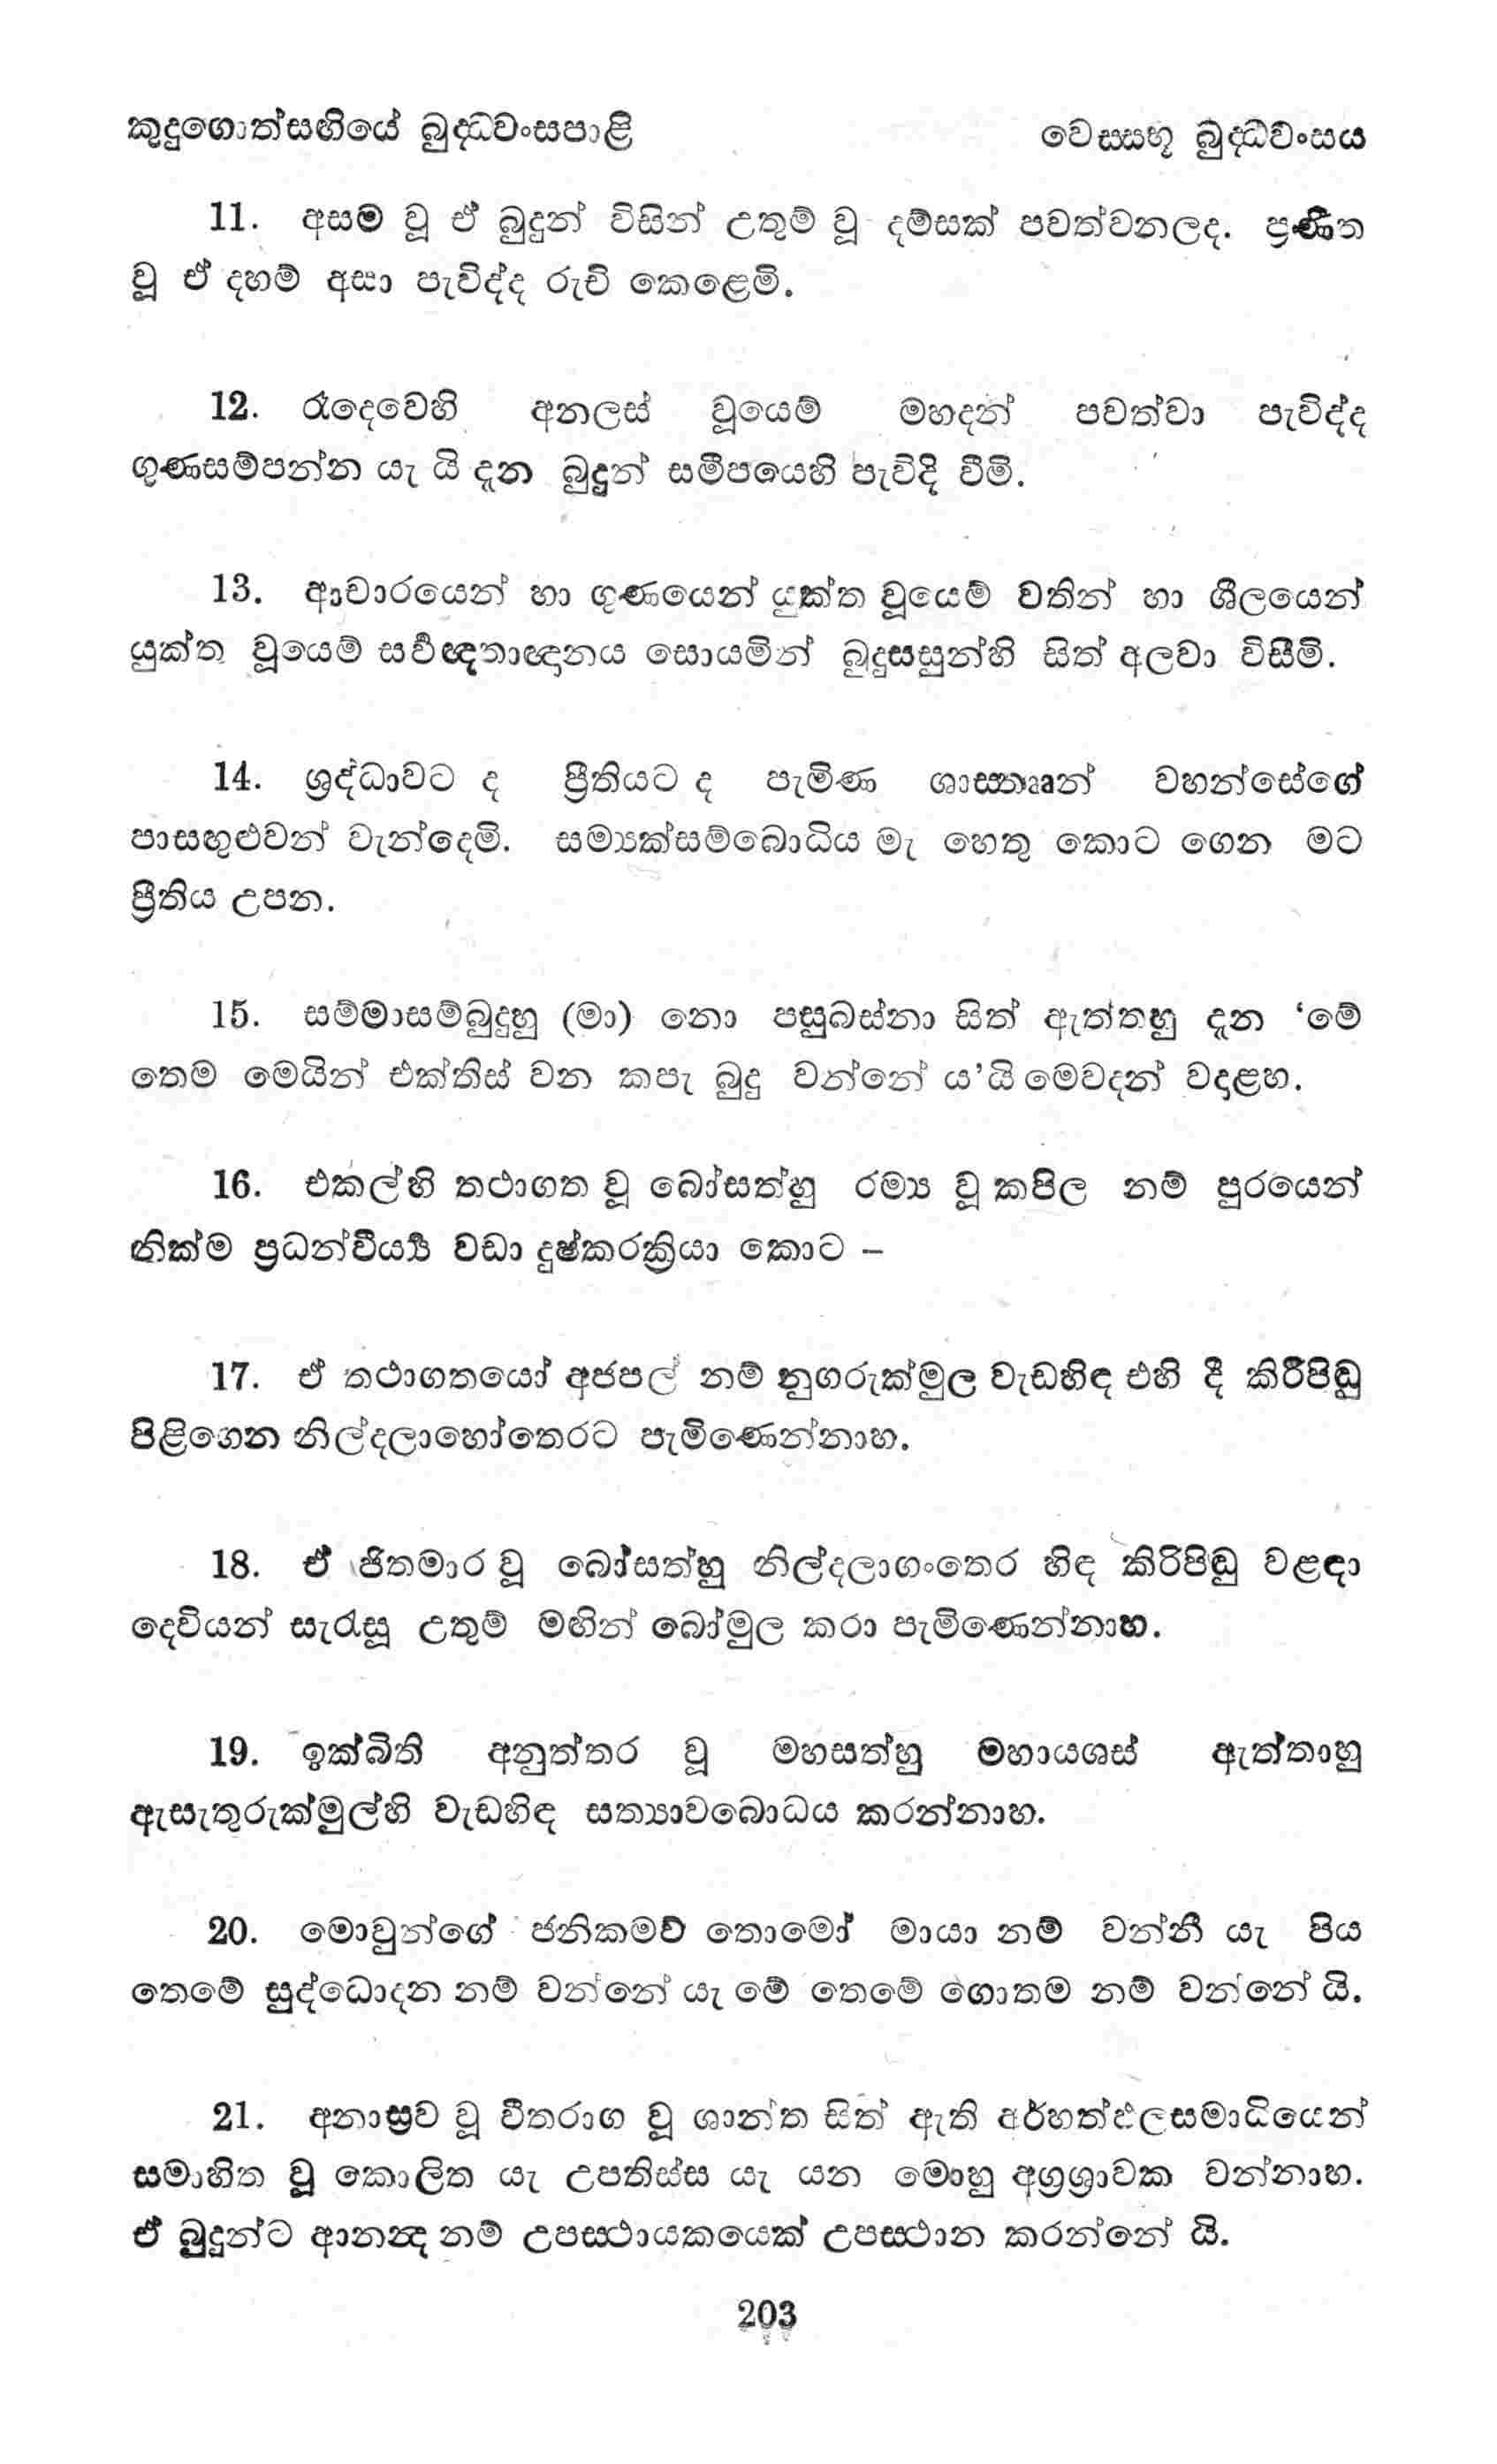 කුදුගොත්සඟියේ බුද්ධවංසපාළි
වෙස්සභූ බුද්ධවංසය
11. අසම වූ ඒ බුදුන් විසින් උතුම් වූ දම්සක් පවත්වනලද. ප්‍රණීත
වූ ඒ දහම් අසා පැවිද්ද රුචි කෙළෙමි.
12. රෑදෙවෙහි අනලස් වූයෙම් මහදන් පවත්වා පැවිද්ද
ගුණසම්පන්න යැ යි දැන බුදුන් සමීපයෙහි පැවිදි වීමි.
13. ආචාරයෙන් හා ගුණයෙන් යුක්ත වූයෙම් වතින් හා ශීලයෙන්
යුක්ත වූයෙම් සර්‍වඥතාඥානය සොයමින් බුදුසසුන්හි සිත් අලවා විසීමි.
14. ශ්‍රද්ධාවට ද ප්‍රීතියට ද පැමිණ ශාස්තෲන් වහන්සේගේ
පාසඟුළුවන් වැන්දෙමි. සම්‍යක්සම්බොධිය මැ හෙතු කොට ගෙන මට
ප්‍රීතිය උපන.
15. සම්මාසම්බුදුහු (මා) නො පසුබස්නා සිත් ඇත්තහු දැන ‘මේ
තෙම මෙයින් එක්තිස් වන කපැ බුදු වන්නේ ය’යි මෙවදන් වදාළහ.
16. එකල්හි තථාගත වූ බෝසත්හු රම්‍ය වූ කපිල නම් පුරයෙන්
නික්ම ප්‍රධන්වීර්‍ය්‍ය වඩා දුෂ්කරක්‍රියා කොට –
17. ඒ තථාගතයෝ අජපල් නම් නුගරුක්මුල වැඩහිඳ එහි දී කිරිපිඬු
පිළිගෙන නිල්දලාහෝතෙරට පැමිණෙන්නාහ.
18. ඒ ජිතමාර වූ බෝසත්හු නිල්දලාගංතෙර හිඳ කිරිපිඬු වළඳා
දෙවියන් සැරැසූ උතුම් මඟින් බෝමුල කරා පැමිණෙන්නාහ.
19. ඉක්බිති අනුත්තර වූ මහසත්හු මහායශස් ඇත්තාහු
ඇසැතුරුක්මුල්හි වැඩහිඳ සත්‍යාවබොධය කරන්නාහ.
20. මොවුන්ගේ ජනිකමව් තොමෝ මායා නම් වන්නී යැ පිය
තෙමේ සුද්ධොදන නම් වන්නේ යැ මේ තෙමේ ගොතම නම් වන්නේ යි.
21. අනාස්‍රව වූ වීතරාග වූ ශාන්ත සිත් ඇති අර්හත්ඵලසමාධියෙන්
සමාහිත වූ කොලිත යැ උපතිස්ස යැ යන මොහු අග්‍රශ්‍රාවක වන්නාහ.
ඒ බුදුන්ට ආනන්‍ද නම් උපස්ථායකයෙක් උපස්ථාන කරන්නේ යි.
203